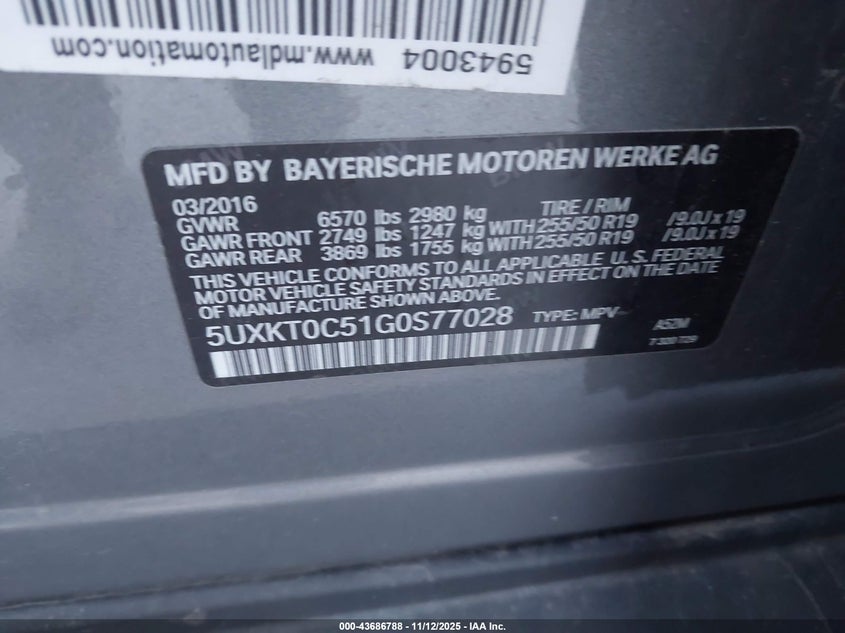 www.mdlautomation.com 5943004
MFD BY BAYERISCHE MOTOREN WERKE AG
03/2016 TIRE / RIM
GVWR 6570 lbs 2980 kg
GAWR FRONT 2749 lbs 1247 kg WITH 255/50 R19 /9.0J x 19
GAWR REAR 3869 lbs 1755 kg WITH 255/50 R19 /9.0J x 19
THIS VEHICLE CONFORMS TO ALL APPLICABLE U.S. FEDERAL
MOTOR VEHICLE SAFETY STANDARDS IN EFFECT ON THE DATE
OF MANUFACTURE SHOWN ABOVE.
5UXKT0C51G0S77028 TYPE: MPV A52M
000-43686788 - 11/12/2025 - IAA Inc.